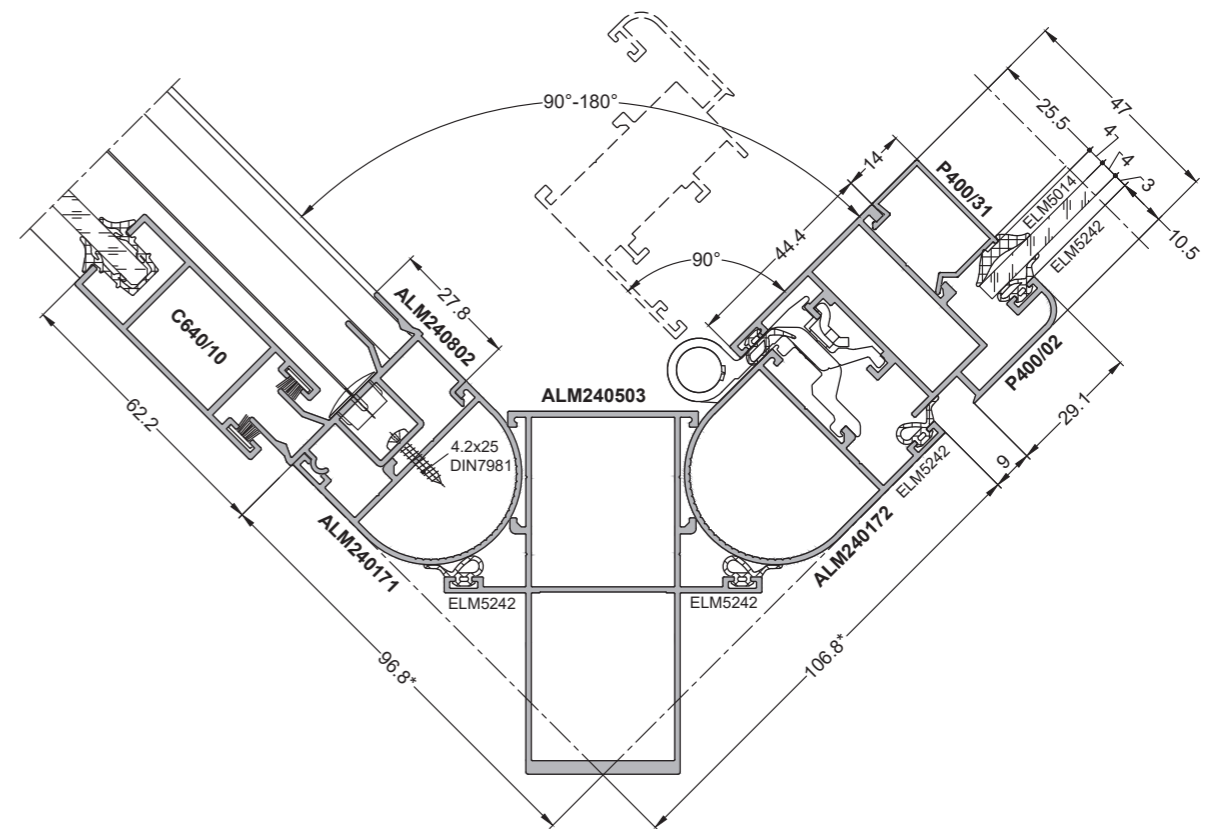 90°-180°
47
25.5
4
4
3
14
P400/31
ELM5014
ELM5242
10.5
44.4
90°
27.8
ALM240802
C640/10
P400/02
ALM240503
29.1
62.2
4.2x25
DIN7981
9
ELM5242
ALM240171
ALM240172
ELM5242
ELM5242
96.8*
106.8*